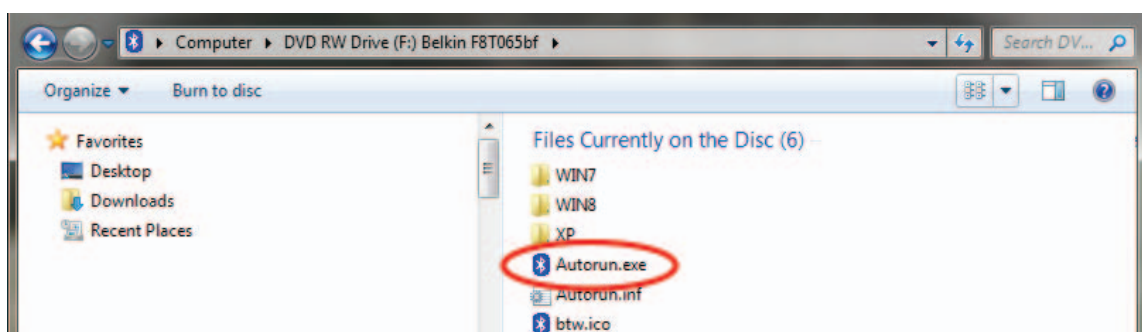 Computer ▸ DVD RW Drive (F:) Belkin F8T065bf ▸
Search DV...
Organize Burn to disc
Favorites
Desktop
Downloads
Recent Places
Files Currently on the Disc (6)
WIN7
WIN8
XP
Autorun.exe
Autorun.inf
btw.ico